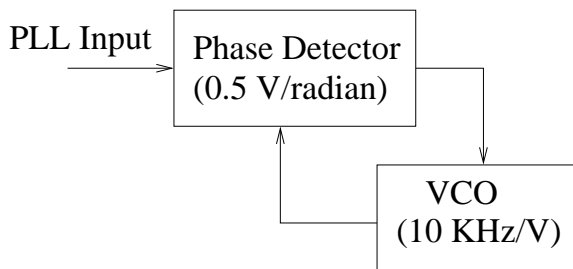 PLL Input
Phase Detector
(0.5 V/radian)
VCO
(10 KHz/V)